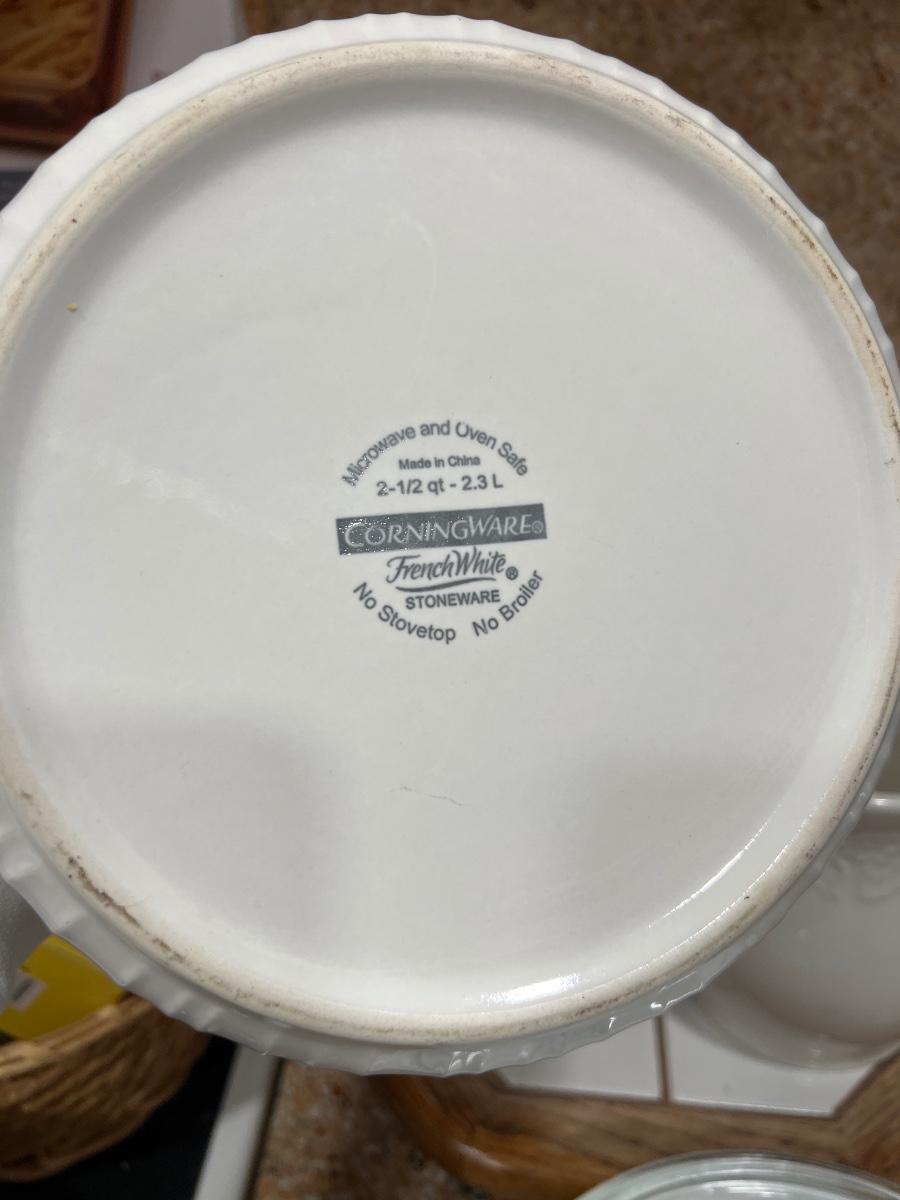 Microwave and Oven Safe
Made in China
2-1/2 qt - 2.3 L
CORNINGWARE®
French White®
STONEWARE
No Stovetop No Broiler